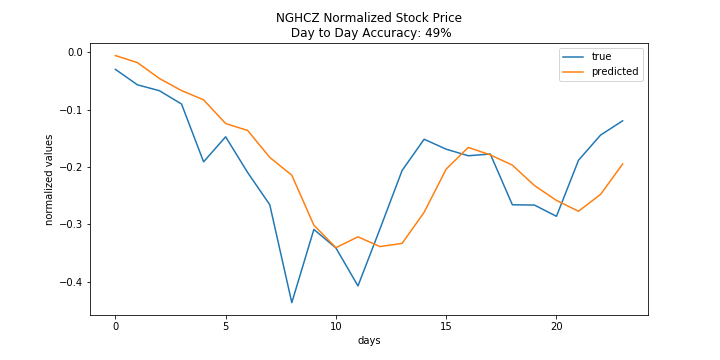 NGHCZ Normalized Stock Price
Day to Day Accuracy: 49%
true
predicted
normalized values
0.0
−0.1
−0.2
−0.3
−0.4
0 5 10 15 20
days